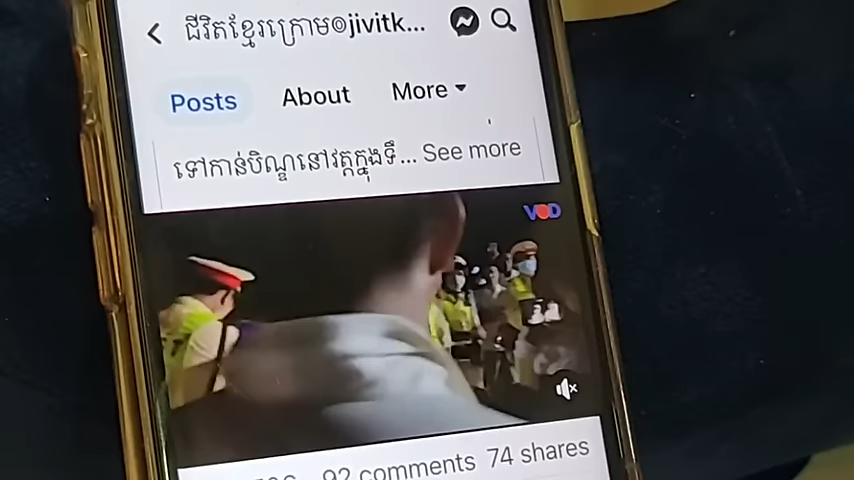 ជីវិតខ្មែរក្រោម@jivitk...
Posts About More
ទៅកាន់បិណ្ឌនៅវត្តក្នុងទី... See more
VOD
92 comments 74 shares